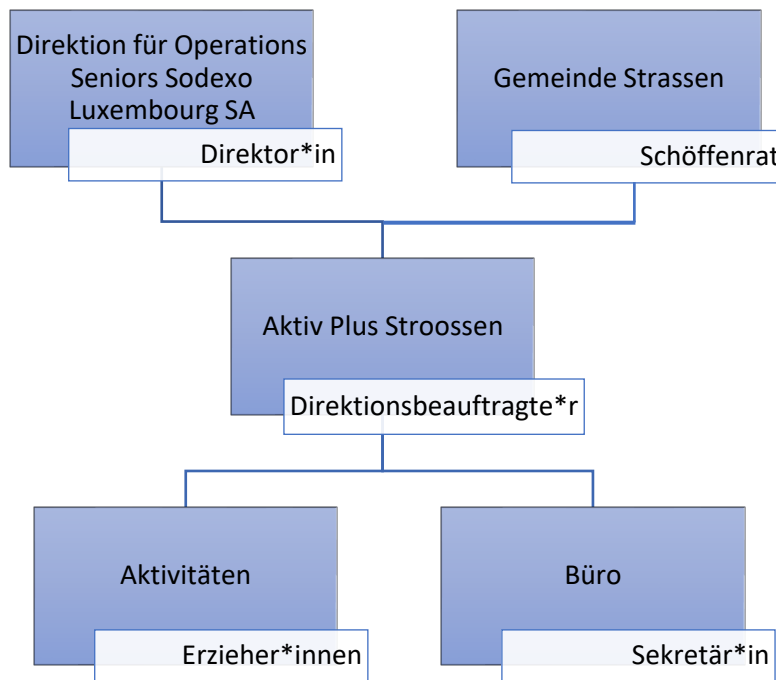 Direktion für Operations
Seniors Sodexo
Luxembourg SA
Direktor*in
Gemeinde Strassen
Schöffenrat
Aktiv Plus Stroossen
Direktionsbeauftragte*r
Aktivitäten
Erzieher*innen
Büro
Sekretär*in